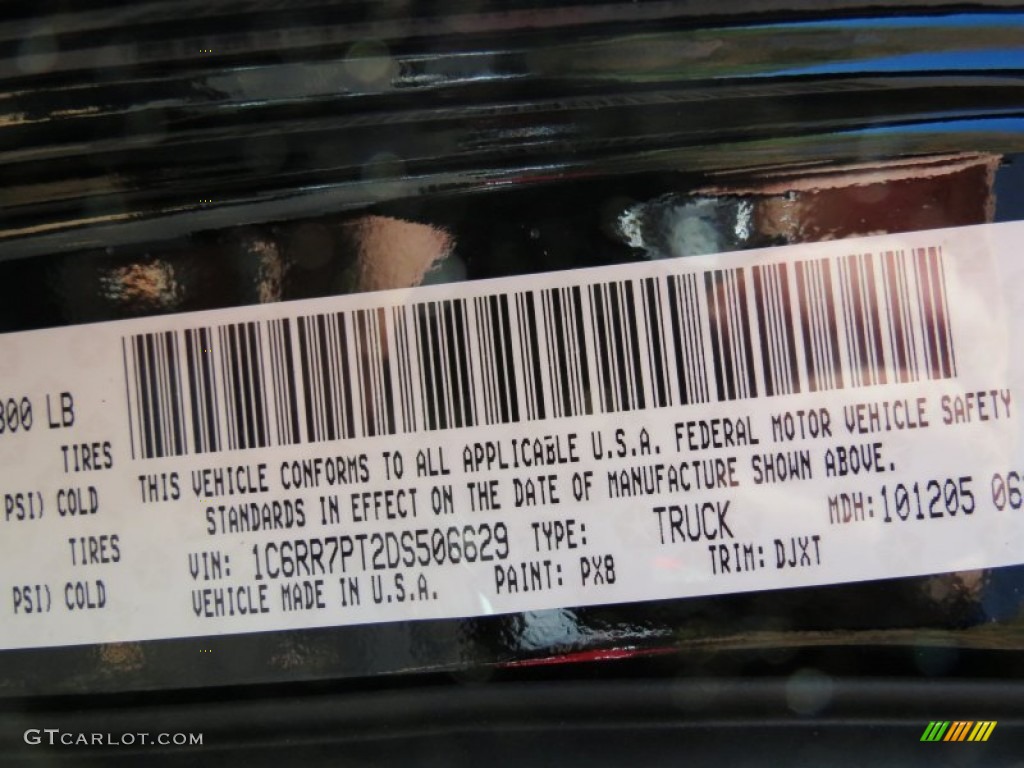 300 LB
TIRES
PSI) COLD
TIRES
PSI) COLD
THIS VEHICLE CONFORMS TO ALL APPLICABLE U.S.A. FEDERAL MOTOR VEHICLE SAFETY
STANDARDS IN EFFECT ON THE DATE OF MANUFACTURE SHOWN ABOVE.
VIN: 1C6RR7PT2DS506629 TYPE: TRUCK MDH: 101205 06
VEHICLE MADE IN U.S.A. PAINT: PX8 TRIM: DJXT
GTCARLOT.COM